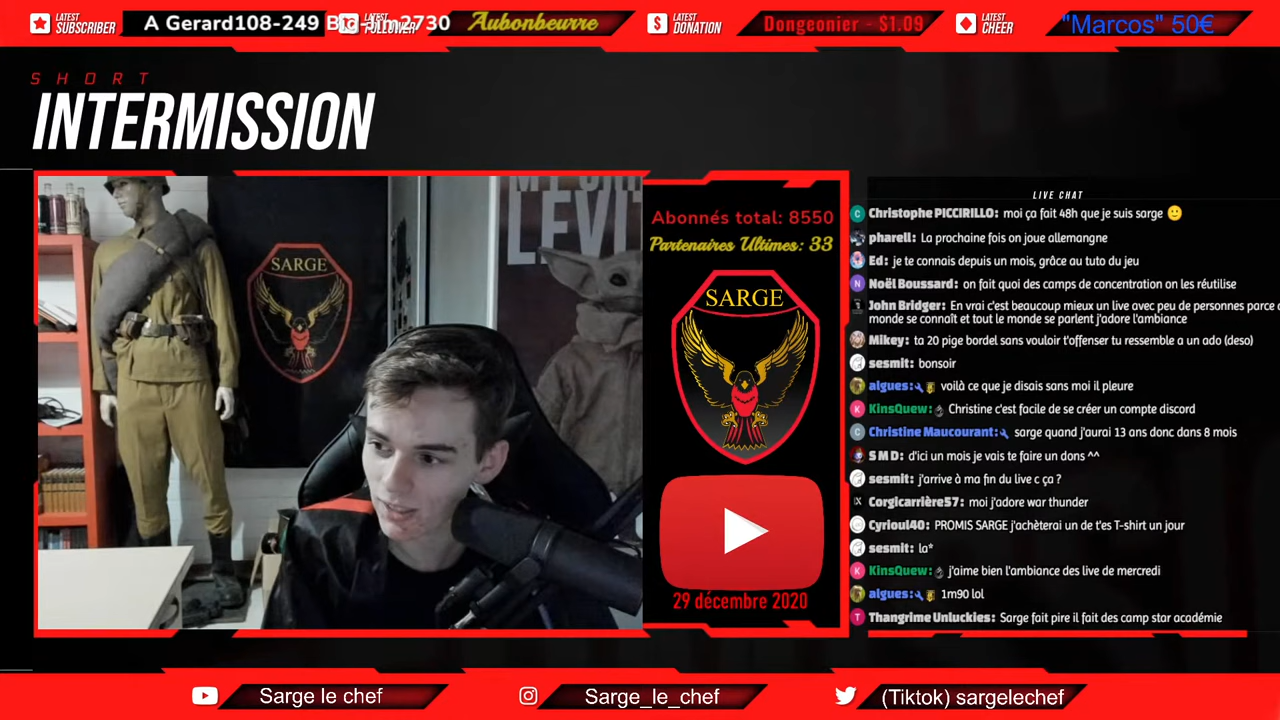 LATEST
SUBSCRIBER
A Gerard108-249 Big-Jim2730
LATEST
FOLLOWER
Aubonbeurre
LATEST
DONATION
Dongeonier - $1.09
LATEST
CHEER
"Marcos" 50€
SHORT
INTERMISSION
SARGE
LEVIT
Abonnés total: 8550
Partenaires Ultimes: 33
SARGE
29 décembre 2020
LIVE CHAT
Christophe PICCIRILLO: moi ça fait 48h que je suis sarge 🙂
pharell: La prochaine fois on joue allemangne
Ed: je te connais depuis un mois, grâce au tuto du jeu
Noël Boussard: on fait quoi des camps de concentration on les réutilise
John Bridger: En vrai c'est beaucoup mieux un live avec peu de personnes parce
monde se connaît et tout le monde se parlent j'adore l'ambiance
Mikey: ta 20 pige bordel sans vouloir t'offenser tu ressemble a un ado (deso)
sesmit: bonsoir
algues: voilà ce que je disais sans moi il pleure
KinsQuew: Christine c'est facile de se créer un compte discord
Christine Maucourant: sarge quand j'aurai 13 ans donc dans 8 mois
S M D: d'ici un mois je vais te faire un dons ^^
sesmit: j'arrive à ma fin du live c ça ?
Corgicarrière57: moi j'adore war thunder
Cyrioul40: PROMIS SARGE j'achèterai un de t'es T-shirt un jour
sesmit: la*
KinsQuew: j'aime bien l'ambiance des live de mercredi
algues: 1m90 lol
Thangrime Unluckies: Sarge fait pire il fait des camp star académie
Sarge le chef
Sarge_le_chef
(Tiktok) sargelechef